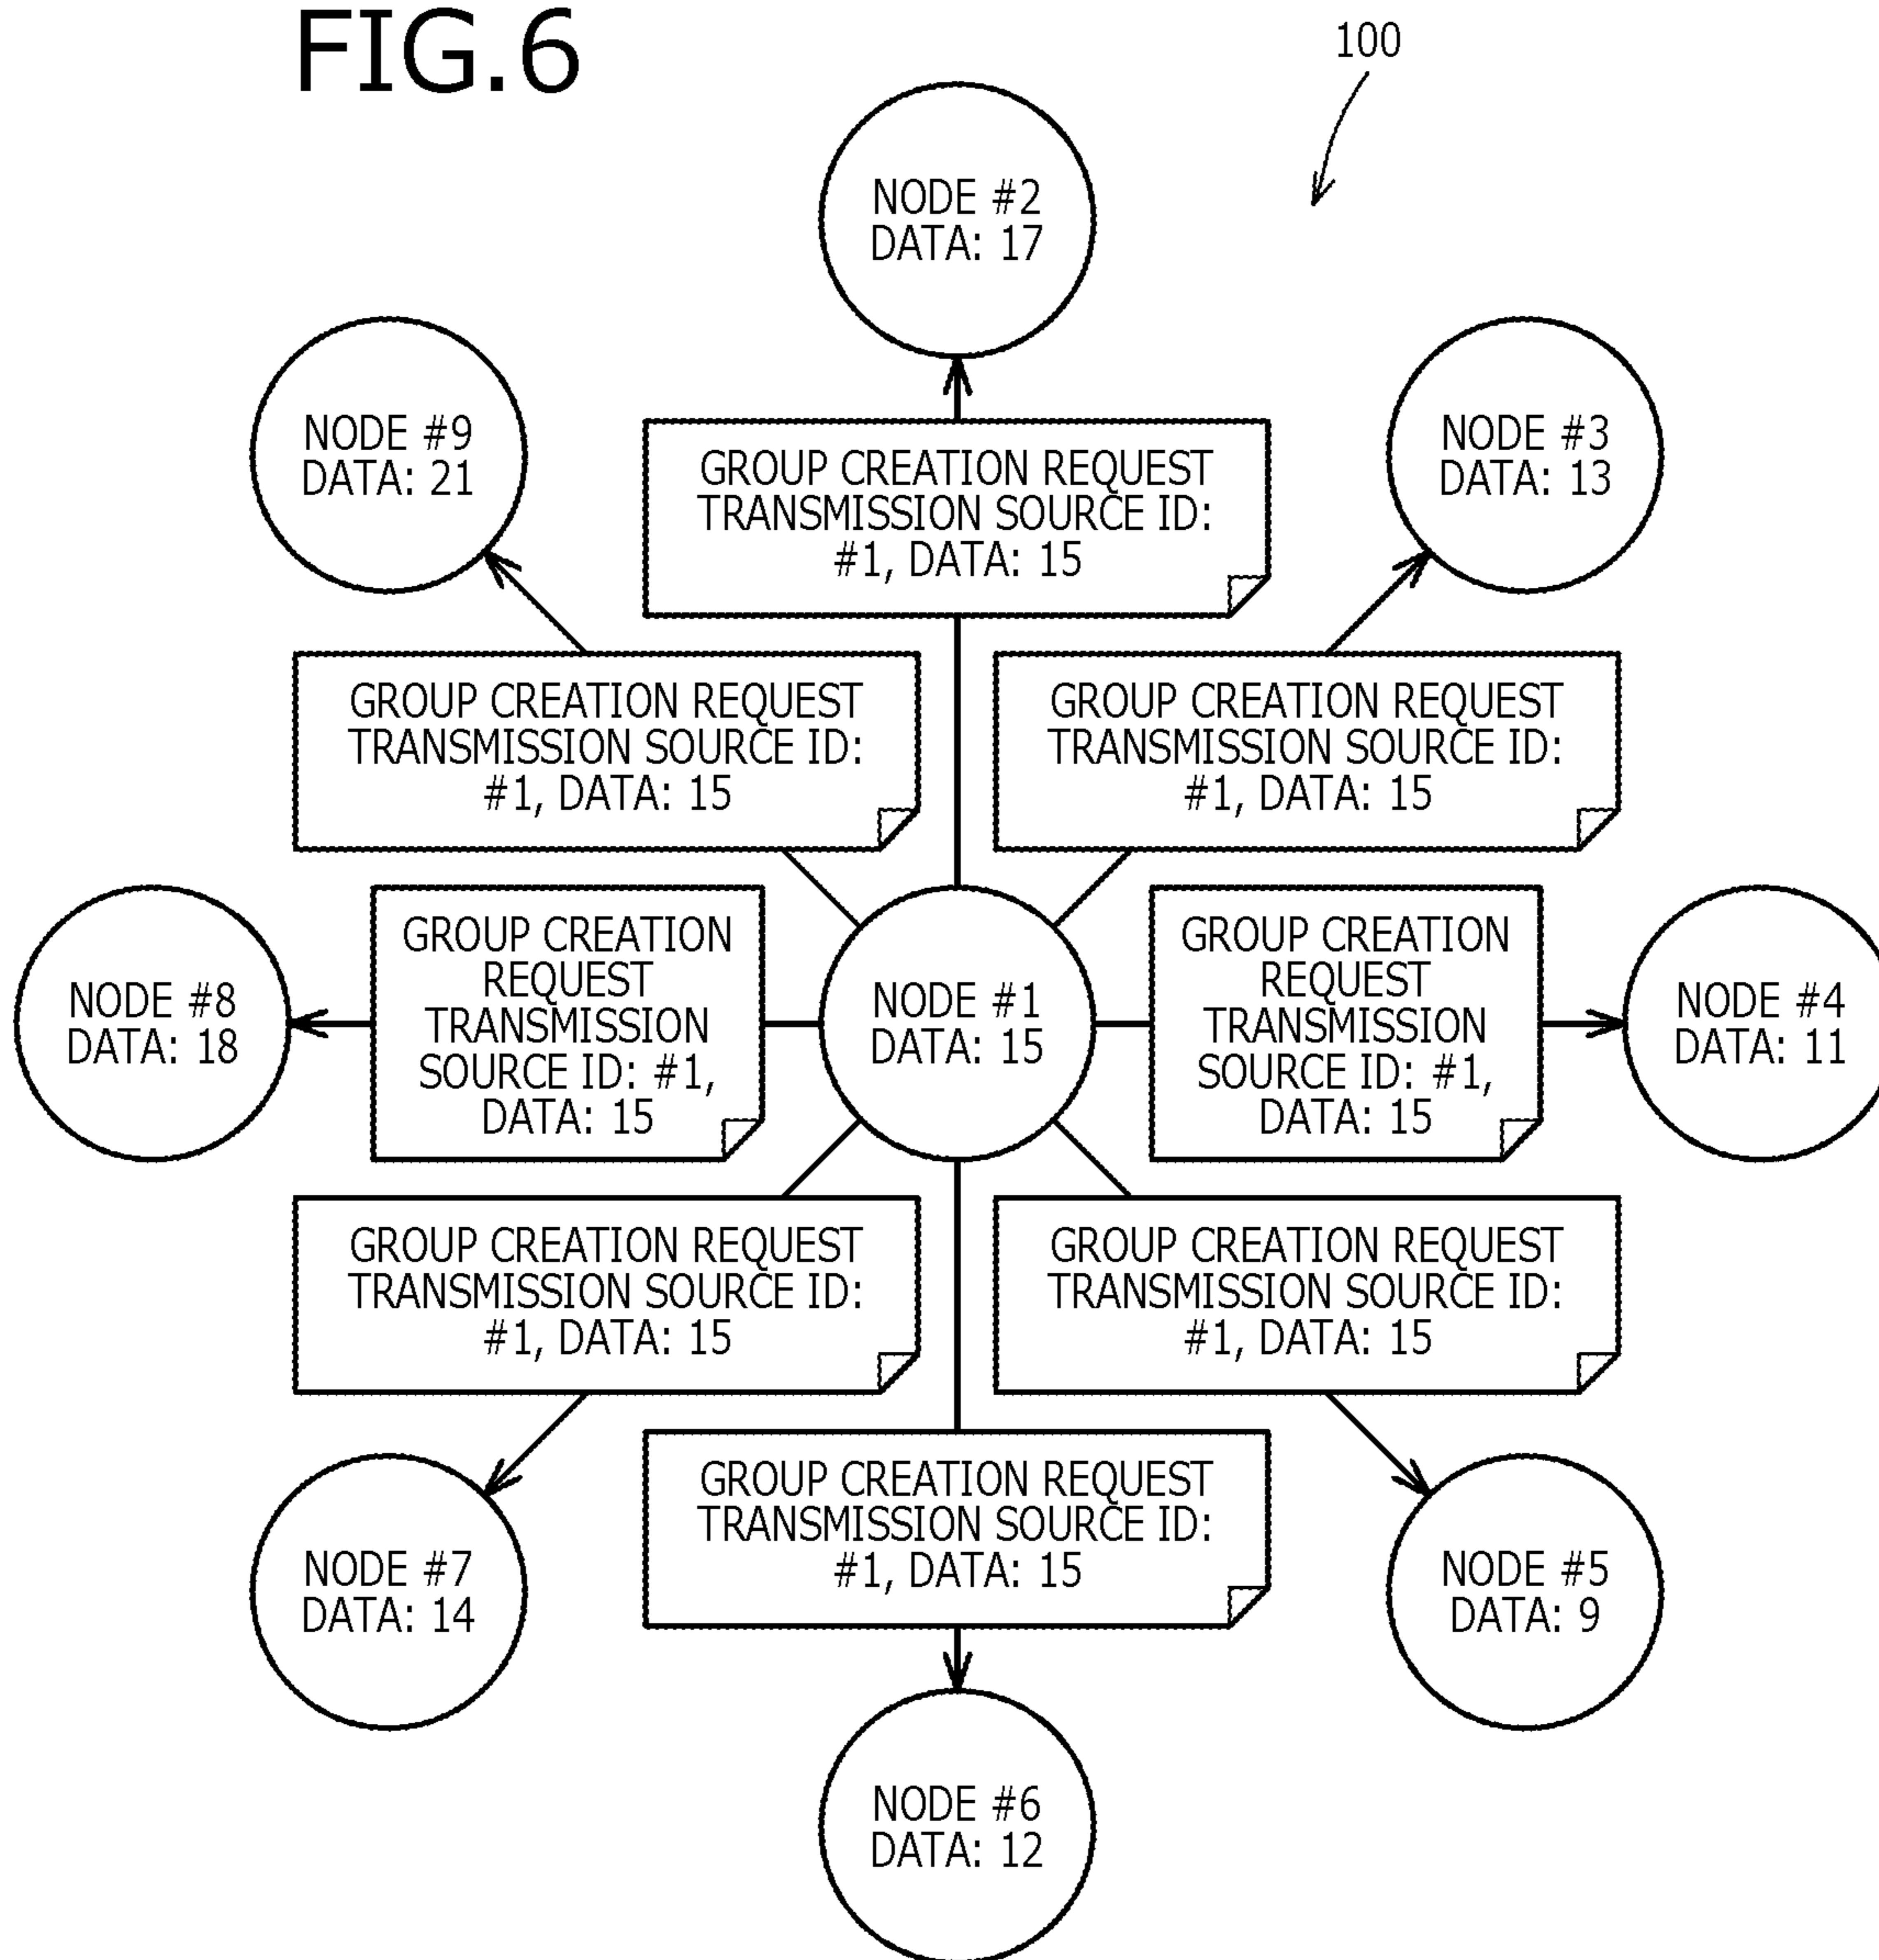 FIG.6
100
NODE #2
DATA: 17
NODE #9
DATA: 21
GROUP CREATION REQUEST
TRANSMISSION SOURCE ID:
#1, DATA: 15
NODE #3
DATA: 13
GROUP CREATION REQUEST
TRANSMISSION SOURCE ID:
#1, DATA: 15
GROUP CREATION REQUEST
TRANSMISSION SOURCE ID:
#1, DATA: 15
NODE #8
DATA: 18
GROUP CREATION
REQUEST
TRANSMISSION
SOURCE ID: #1,
DATA: 15
NODE #1
DATA: 15
GROUP CREATION
REQUEST
TRANSMISSION
SOURCE ID: #1,
DATA: 15
NODE #4
DATA: 11
GROUP CREATION REQUEST
TRANSMISSION SOURCE ID:
#1, DATA: 15
GROUP CREATION REQUEST
TRANSMISSION SOURCE ID:
#1, DATA: 15
NODE #7
DATA: 14
GROUP CREATION REQUEST
TRANSMISSION SOURCE ID:
#1, DATA: 15
NODE #5
DATA: 9
NODE #6
DATA: 12